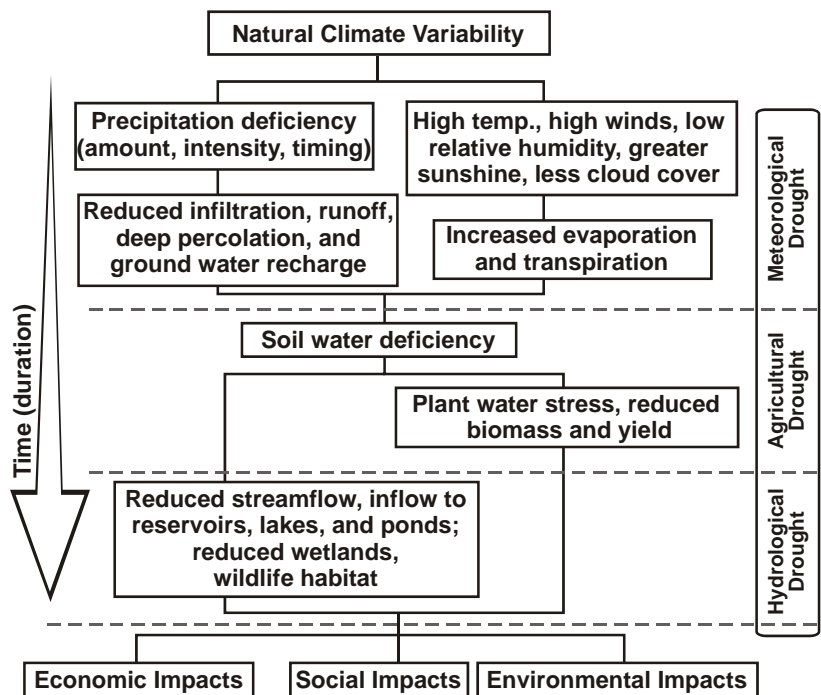 Natural Climate Variability
Precipitation deficiency
(amount, intensity, timing)
High temp., high winds, low
relative humidity, greater
sunshine, less cloud cover
Reduced infiltration, runoff,
deep percolation, and
ground water recharge
Increased evaporation
and transpiration
Meteorological
Drought
Time (duration)
Soil water deficiency
Plant water stress, reduced
biomass and yield
Agricultural
Drought
Reduced streamflow, inflow to
reservoirs, lakes, and ponds;
reduced wetlands,
wildlife habitat
Hydrological
Drought
Economic Impacts
Social Impacts
Environmental Impacts